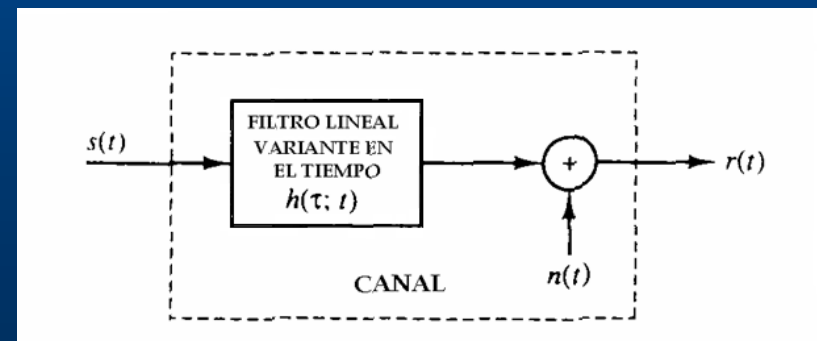 s(t)
FILTRO LINEAL
VARIANTE EN
EL TIEMPO
h(τ; t)
+
r(t)
n(t)
CANAL